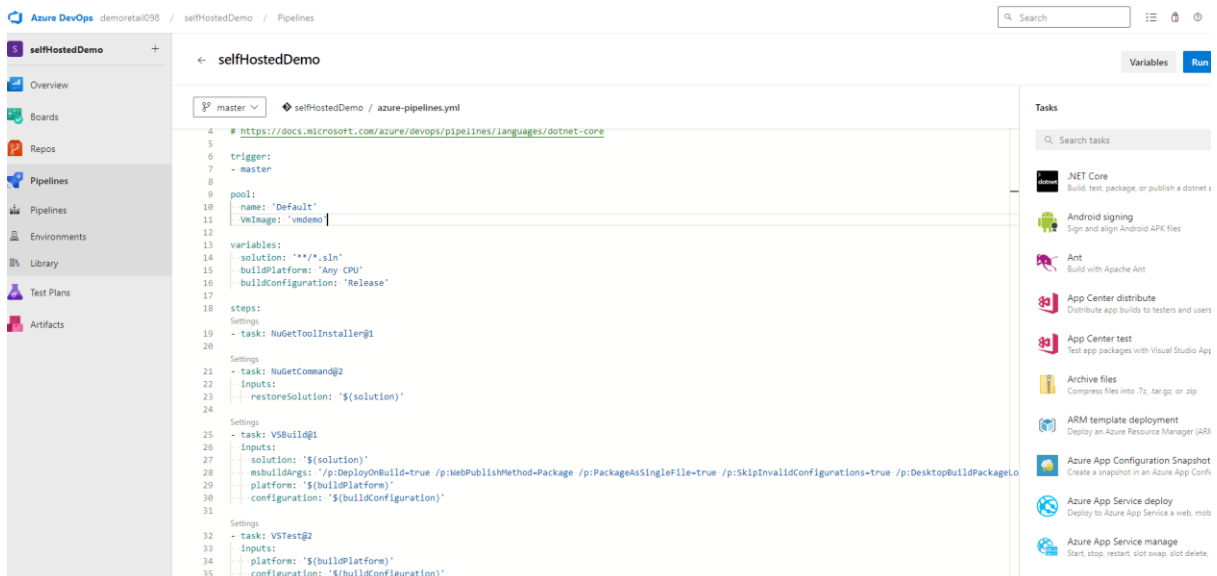 Azure DevOps demoretail098 / selfHostedDemo / Pipelines
Search
S selfHostedDemo +
Overview
Boards
Repos
Pipelines
Pipelines
Environments
Library
Test Plans
Artifacts
← selfHostedDemo
Variables
Run
master
selfHostedDemo / azure-pipelines.yml
4 # https://docs.microsoft.com/azure/devops/pipelines/languages/dotnet-core
5
6 trigger:
7 - master
8
9 pool:
10 name: 'Default'
11 VmImage: 'vmdemo'
12
13 variables:
14 solution: '**/*.sln'
15 buildPlatform: 'Any CPU'
16 buildConfiguration: 'Release'
17
18 steps:
Settings
19 - task: NuGetToolInstaller@1
20
Settings
21 - task: NuGetCommand@2
22 inputs:
23 restoreSolution: '$(solution)'
24
Settings
25 - task: VSBuild@1
26 inputs:
27 solution: '$(solution)'
28 msbuildArgs: '/p:DeployOnBuild=true /p:WebPublishMethod=Package /p:PackageAsSingleFile=true /p:SkipInvalidConfigurations=true /p:DesktopBuildPackageLo
29 platform: '$(buildPlatform)'
30 configuration: '$(buildConfiguration)'
31
Settings
32 - task: VSTest@2
33 inputs:
34 platform: '$(buildPlatform)'
35 configuration: '$(buildConfiguration)'
Tasks
Search tasks
dotnet
.NET Core
Build, test, package, or publish a dotnet a
Android signing
Sign and align Android APK files
Ant
Build with Apache Ant
App Center distribute
Distribute app builds to testers and users
App Center test
Test app packages with Visual Studio App
Archive files
Compress files into .7z, .tar.gz, or .zip
ARM template deployment
Deploy an Azure Resource Manager (ARM
Azure App Configuration Snapshot
Create a snapshot in an Azure App Confi
Azure App Service deploy
Deploy to Azure App Service a web, mob
Azure App Service manage
Start, stop, restart, slot swap, slot delete,